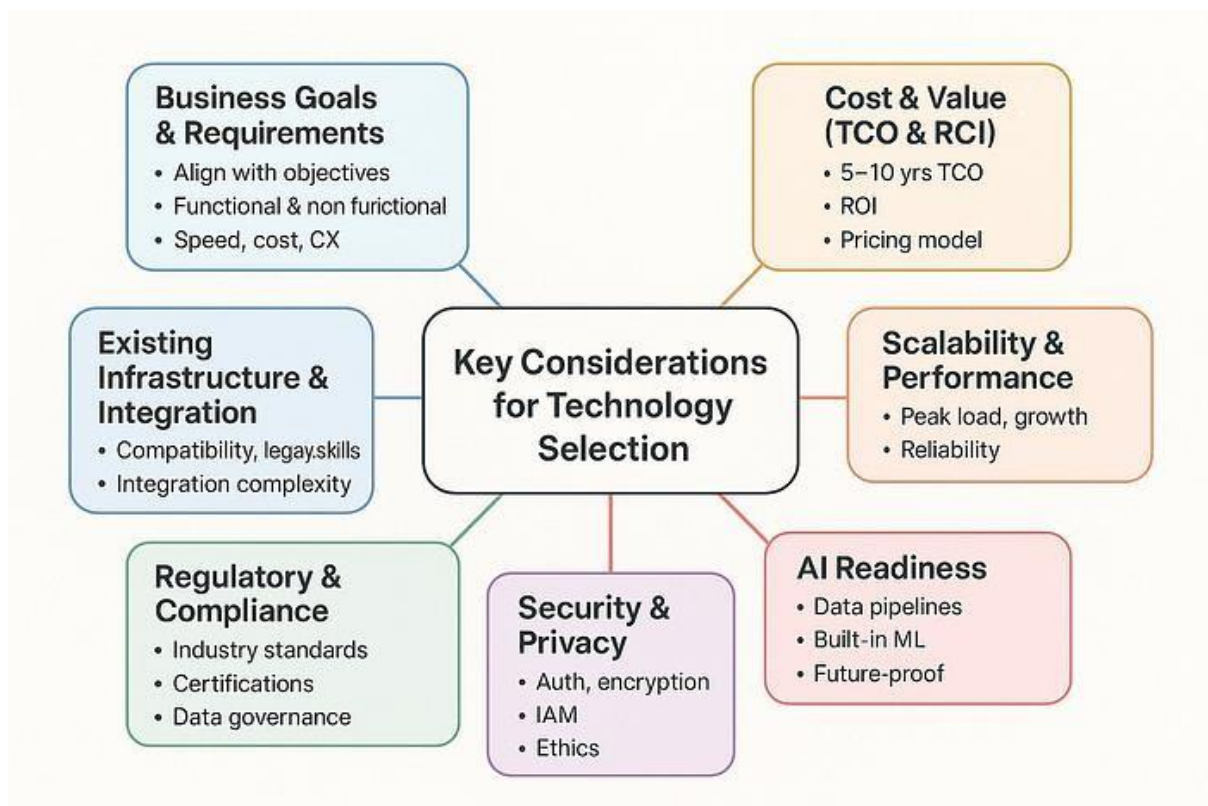 Business Goals
& Requirements
• Align with objectives
• Functional & non furictional
• Speed, cost, CX
Cost & Value
(TCO & RCI)
• 5–10 yrs TCO
• ROI
• Pricing model
Existing
Infrastructure &
Integration
• Compatibility, legay.skills
• Integration complexity
Key Considerations
for Technology
Selection
Scalability &
Performance
• Peak load, growth
• Reliability
Regulatory &
Compliance
• Industry standards
• Certifications
• Data governance
Security &
Privacy
• Auth, encryption
• IAM
• Ethics
AI Readiness
• Data pipelines
• Built-in ML
• Future-proof